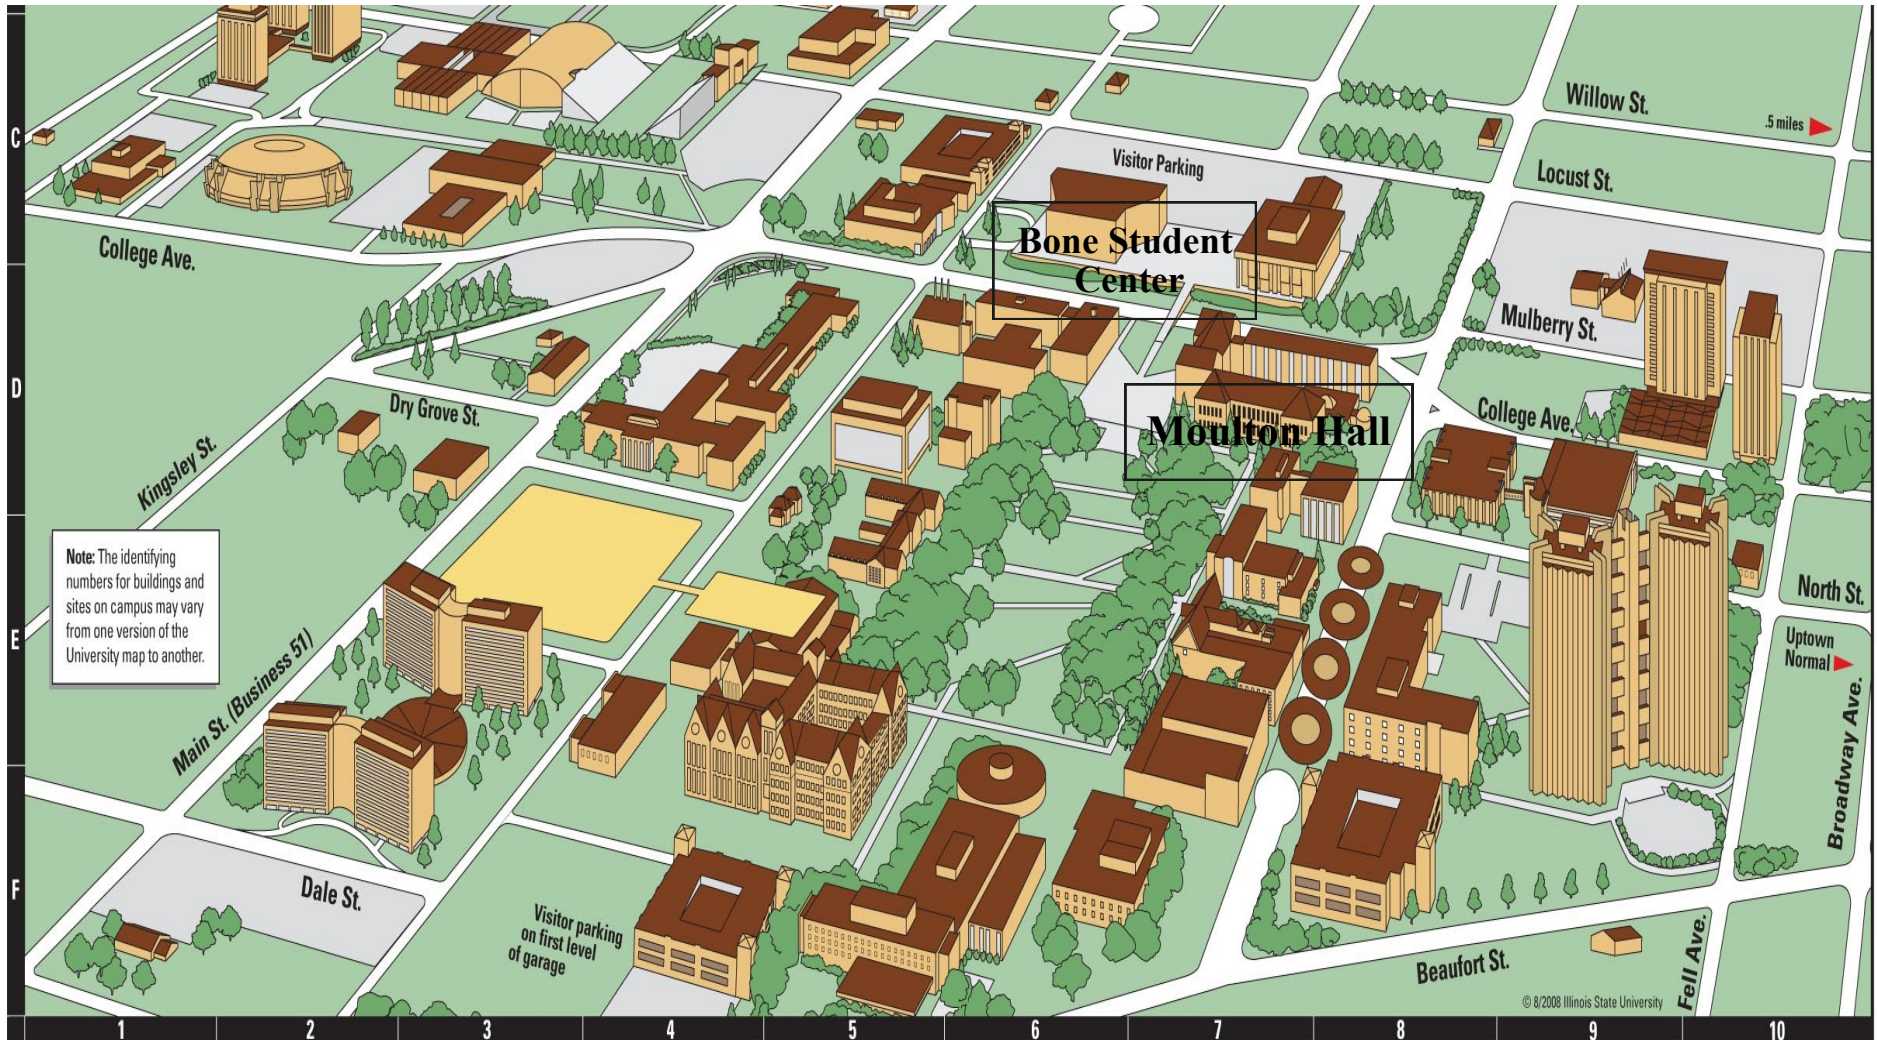 C
Willow St.
.5 miles
Visitor Parking
Locust St.
College Ave.
Bone Student
Center
Mulberry St.
D
Dry Grove St.
Moulton Hall
College Ave.
Kingsley St.
Note: The identifying
numbers for buildings and
sites on campus may vary
from one version of the
University map to another.
North St.
E
Uptown
Normal
Main St. (Business 51)
Broadway Ave.
F
Dale St.
Visitor parking
on first level
of garage
Beaufort St.
Fell Ave.
© 8/2008 Illinois State University
1 2 3 4 5 6 7 8 9 10